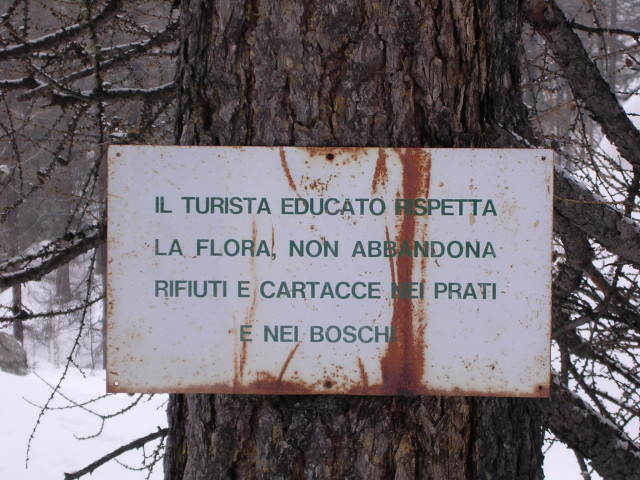 IL TURISTA EDUCATO RISPETTA
LA FLORA, NON ABBANDONA
RIFIUTI E CARTACCE NEI PRATI
E NEI BOSCHI